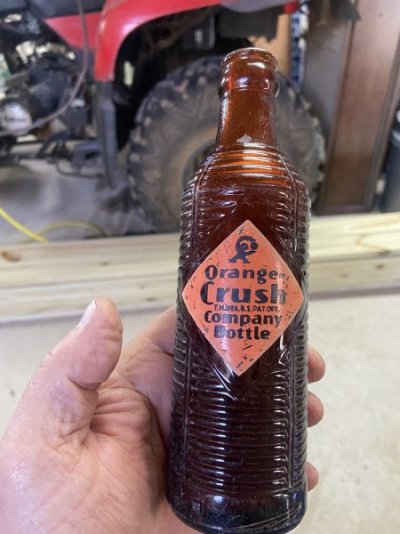 Orange
Crush
T.M.REG.U.S.PAT.OFF.
Company
Bottle